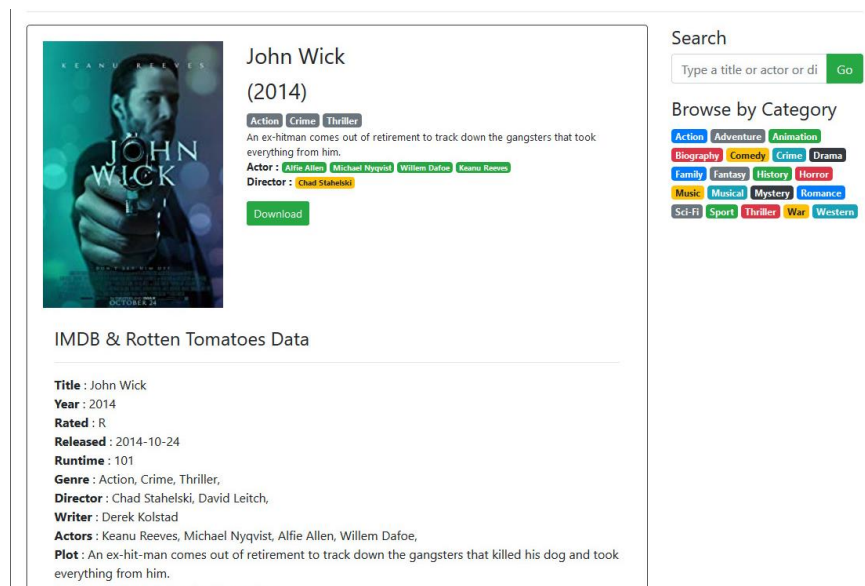 KEANU REEVES
JOHN
WICK
DON'T SET HIM OFF
OCTOBER 24
John Wick
(2014)
Action Crime Thriller
An ex-hitman comes out of retirement to track down the gangsters that took
everything from him.
Actor : Alfie Allen Michael Nyqvist Willem Dafoe Keanu Reeves
Director : Chad Stahelski
Download
IMDB & Rotten Tomatoes Data
Title : John Wick
Year : 2014
Rated : R
Released : 2014-10-24
Runtime : 101
Genre : Action, Crime, Thriller,
Director : Chad Stahelski, David Leitch,
Writer : Derek Kolstad
Actors : Keanu Reeves, Michael Nyqvist, Alfie Allen, Willem Dafoe,
Plot : An ex-hit-man comes out of retirement to track down the gangsters that killed his dog and took
everything from him.
Search
Type a title or actor or di Go
Browse by Category
Action Adventure Animation
Biography Comedy Crime Drama
Family Fantasy History Horror
Music Musical Mystery Romance
Sci-Fi Sport Thriller War Western